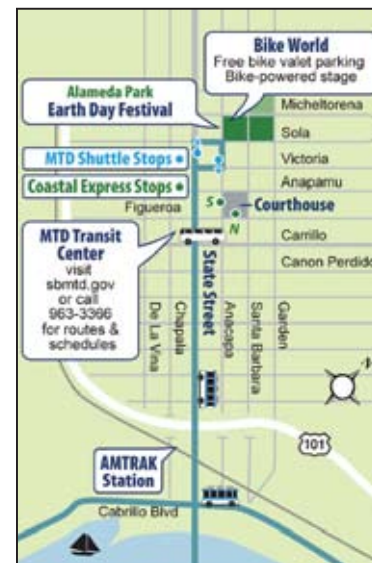 Bike World
Free bike valet parking
Bike-powered stage
Alameda Park
Earth Day Festival
Micheltorena
Sola
MTD Shuttle Stops
Victoria
Coastal Express Stops
Anapamu
Figueroa
S
Courthouse
N
MTD Transit
Center
visit
sbmtd.gov
or call
963-3366
for routes &
schedules
Carrillo
Canon Perdido
State Street
De La Vina
Chapala
Anacapa
Santa Barbara
Garden
101
AMTRAK
Station
Cabrillo Blvd